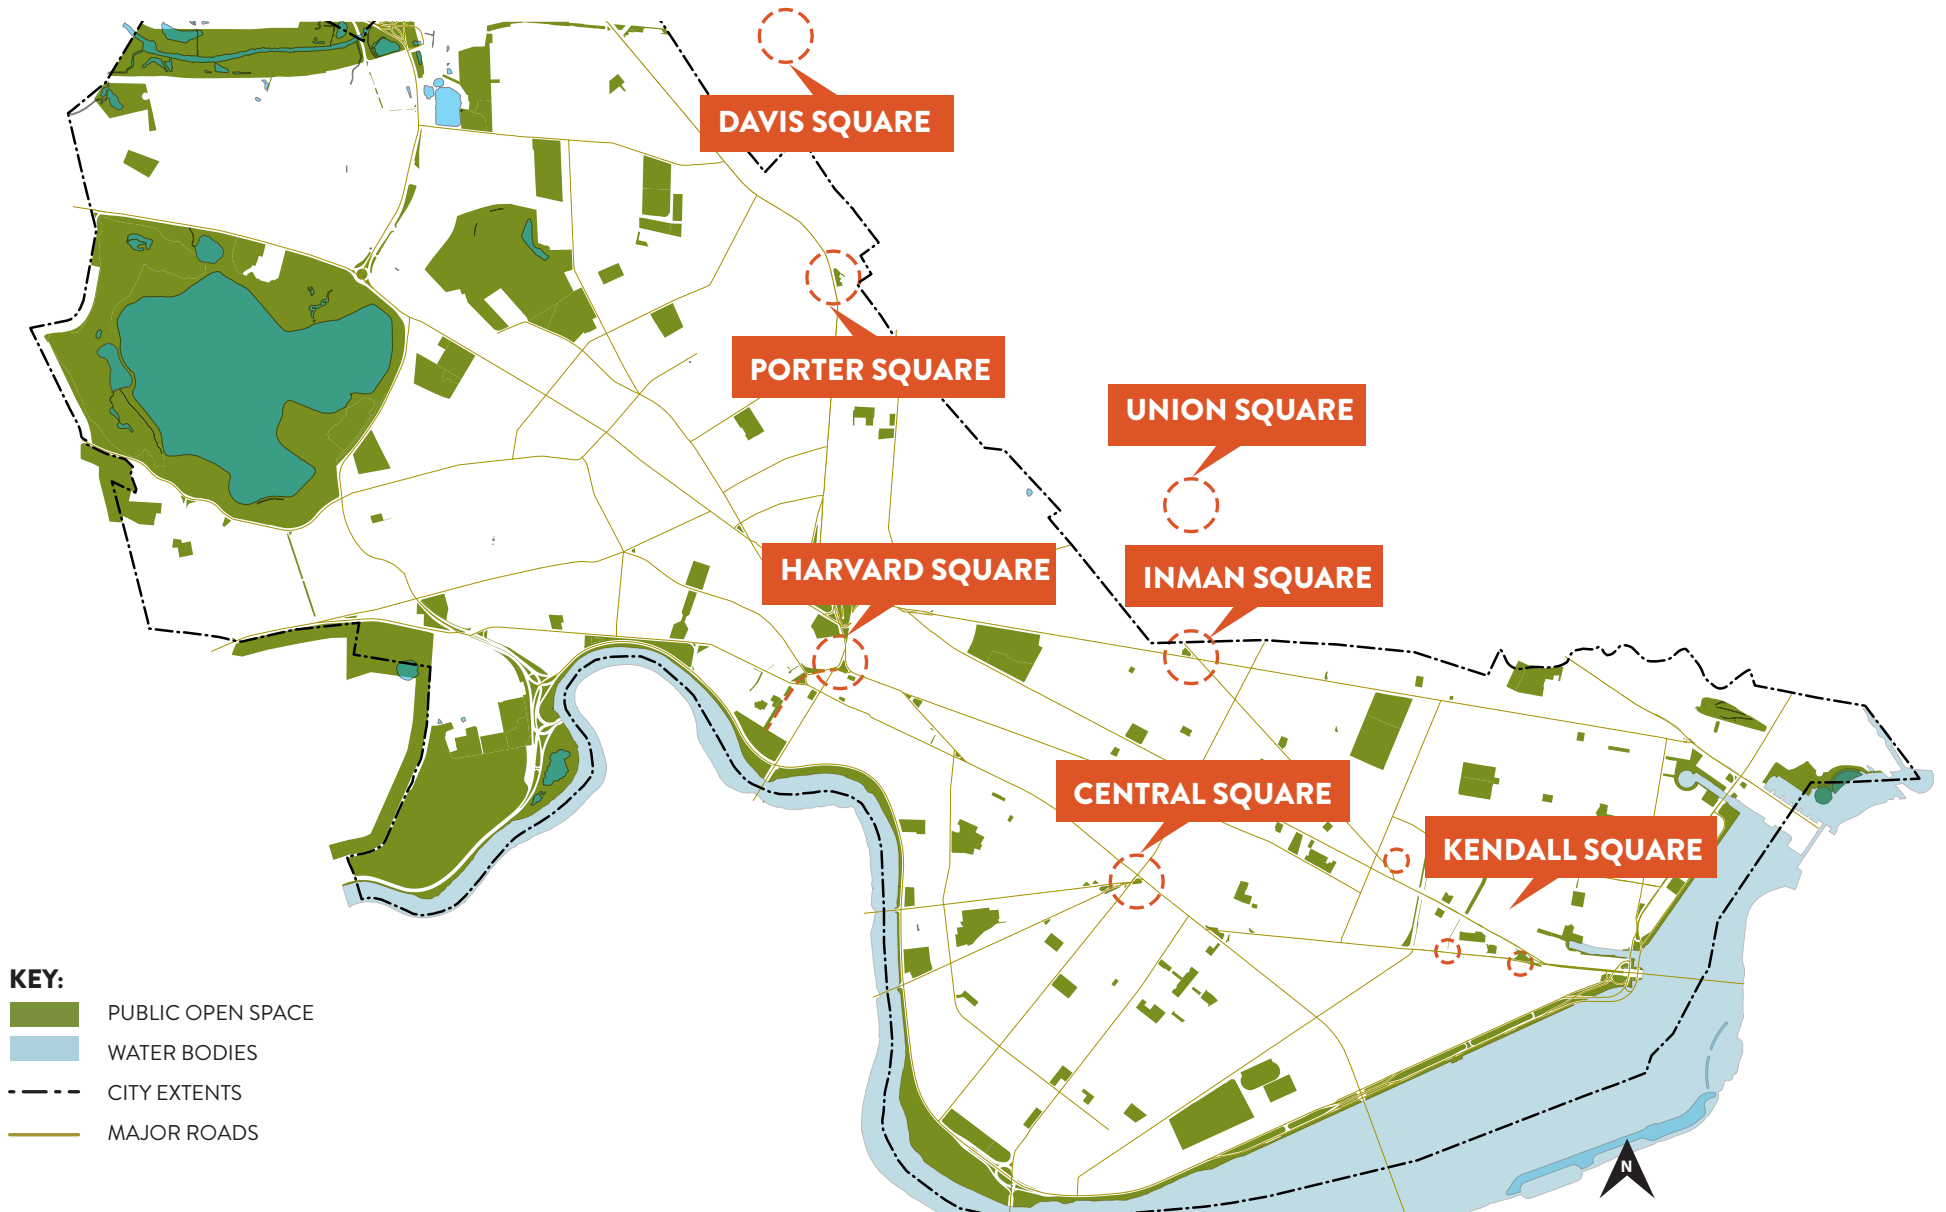 DAVIS SQUARE
PORTER SQUARE
UNION SQUARE
HARVARD SQUARE
INMAN SQUARE
CENTRAL SQUARE
KENDALL SQUARE
KEY:
PUBLIC OPEN SPACE
WATER BODIES
CITY EXTENTS
MAJOR ROADS
N